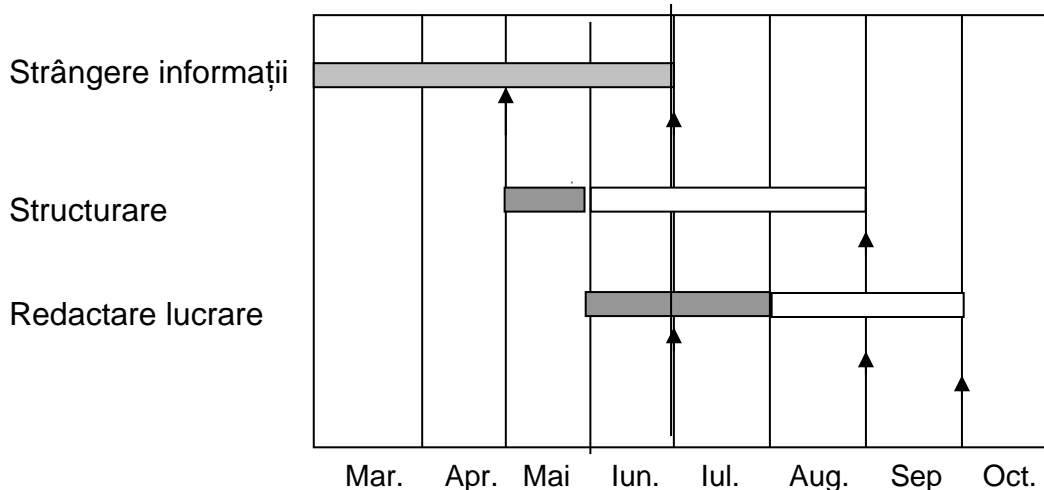 Strângere informații
Structurare
Redactare lucrare
Mar. Apr. Mai Iun. Iul. Aug. Sep Oct.